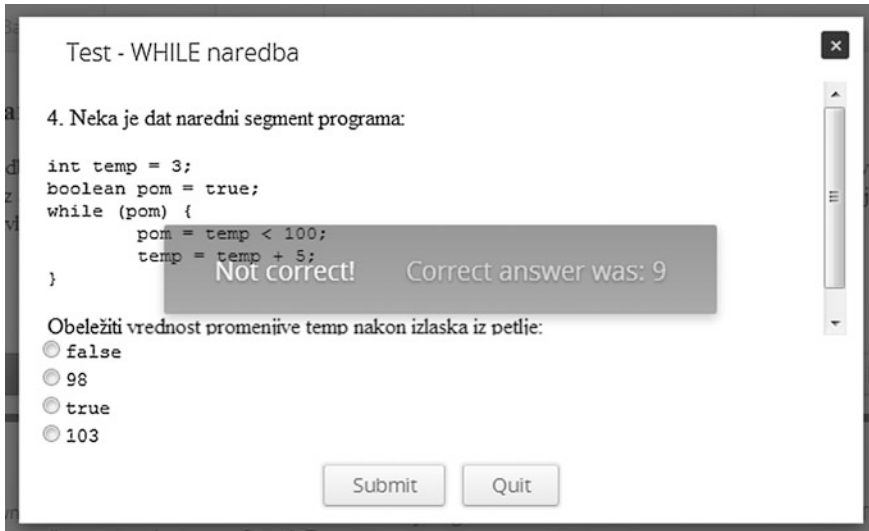 Test - WHILE naredba
4. Neka je dat naredni segment programa:
int temp = 3;
boolean pom = true;
while (pom) {
pom = temp < 100;
temp = temp + 5;
}
Not correct! Correct answer was: 9
Obeležiti vrednost promenjive temp nakon izlaska iz petlje:
false
98
true
103
Submit Quit